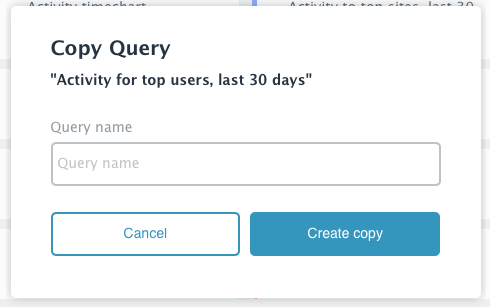 Activity timechart
Activity to top sites, last 30
Copy Query
"Activity for top users, last 30 days"
Query name
Query name
Cancel
Create copy